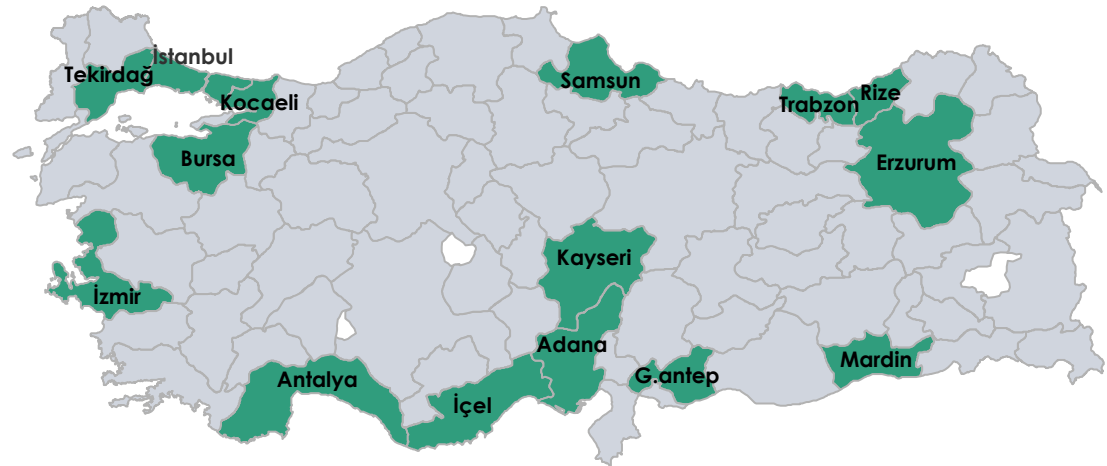 İstanbul
Tekirdağ
Kocaeli
Bursa
Samsun
Trabzon
Rize
Erzurum
İzmir
Kayseri
Adana
Antalya
İçel
G.antep
Mardin